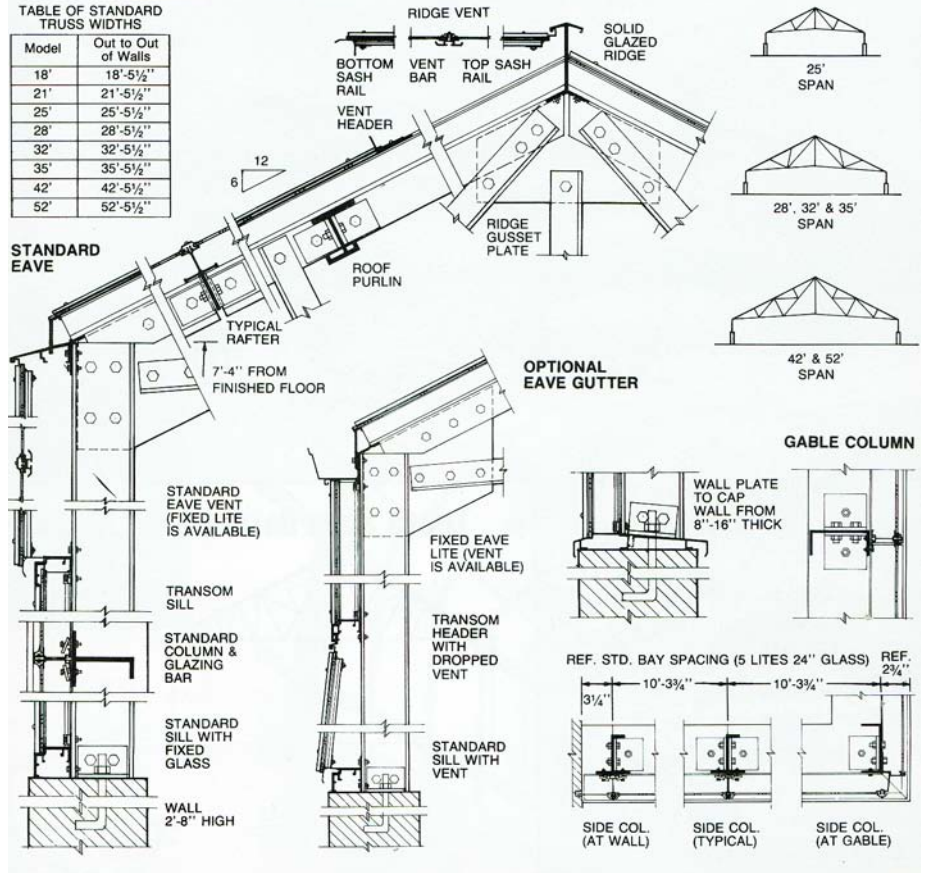 TABLE OF STANDARD
TRUSS WIDTHS
Model
Out to Out
of Walls
18' 18'-5½''
21' 21'-5½''
25' 25'-5½''
28' 28'-5½''
32' 32'-5½''
35' 35'-5½''
42' 42'-5½''
52' 52'-5½''
RIDGE VENT
BOTTOM
SASH
RAIL
VENT
BAR
TOP SASH
RAIL
SOLID
GLAZED
RIDGE
VENT
HEADER
12
6
25'
SPAN
28', 32' & 35'
SPAN
42' & 52'
SPAN
STANDARD
EAVE
RIDGE
GUSSET
PLATE
ROOF
PURLIN
TYPICAL
RAFTER
7'-4'' FROM
FINISHED FLOOR
OPTIONAL
EAVE GUTTER
STANDARD
EAVE VENT
(FIXED LITE
IS AVAILABLE)
TRANSOM
SILL
STANDARD
COLUMN &
GLAZING
BAR
STANDARD
SILL WITH
FIXED
GLASS
WALL
2'-8'' HIGH
FIXED EAVE
LITE (VENT
IS AVAILABLE)
TRANSOM
HEADER
WITH
DROPPED
VENT
STANDARD
SILL WITH
VENT
GABLE COLUMN
WALL PLATE
TO CAP
WALL FROM
8''-16'' THICK
REF. STD. BAY SPACING (5 LITES 24'' GLASS)
REF.
2¾''
10'-3¾''
10'-3¾''
3¼''
SIDE COL.
(AT WALL)
SIDE COL.
(TYPICAL)
SIDE COL.
(AT GABLE)